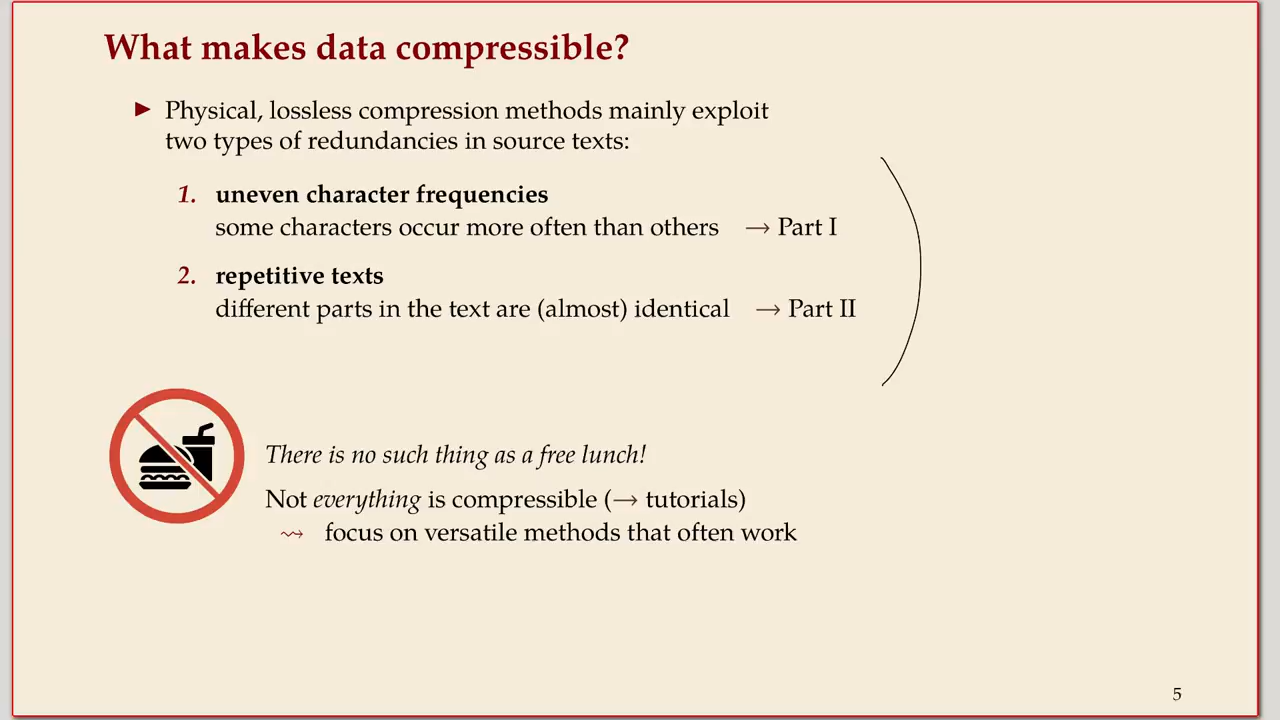 What makes data compressible?
▶ Physical, lossless compression methods mainly exploit
two types of redundancies in source texts:
1. uneven character frequencies
some characters occur more often than others → Part I
2. repetitive texts
different parts in the text are (almost) identical → Part II
There is no such thing as a free lunch!
Not everything is compressible (→ tutorials)
⇝ focus on versatile methods that often work
5